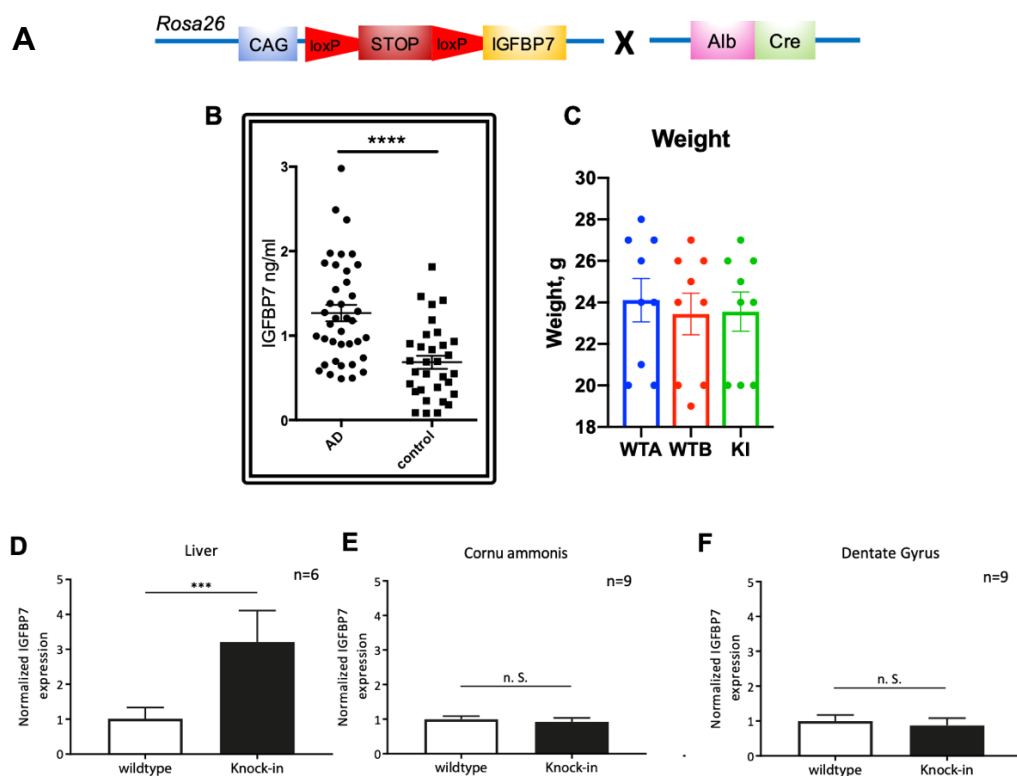 A
Rosa26
CAG loxP STOP loxP IGFBP7 X Alb Cre
B
****
IGFBP7 ng/ml
3
2
1
0
AD control
C
Weight
Weight, g
30
28
26
24
22
20
18
WTA WTB KI
D
Liver
n=6
***
Normalized IGFBP7
expression
5
4
3
2
1
0
wildtype Knock-in
E
Cornu ammonis
n=9
n. S.
Normalized IGFBP7
expression
5
4
3
2
1
0
wildtype Knock-in
F
Dentate Gyrus
n=9
n. S.
Normalized IGFBP7
expression
5
4
3
2
1
0
wildtype Knock-in